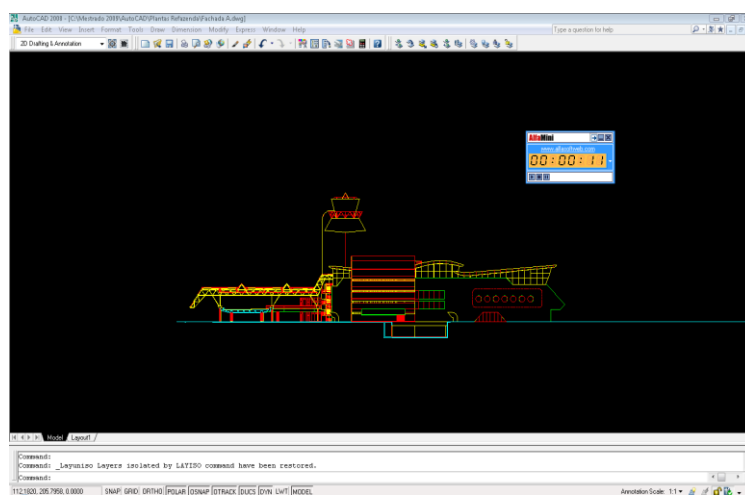 AutoCAD 2008 - [C:\Mestrado 2008\AutoCAD\Plantas Refazenda\Fachada A.dwg]
File Edit View Insert Format Tools Draw Dimension Modify Express Window Help
Type a question for help
2D Drafting & Annotation
AlfaMini
www.alfasoftweb.com
00:00:11
Model Layout1
Command:
Command: _Layuniso Layers isolated by LAYISO command have been restored.
Command:
112.1820, 205.7958, 0.0000 SNAP GRID ORTHO POLAR OSNAP OTRACK DUCS DYN LWT MODEL Annotation Scale: 1:1